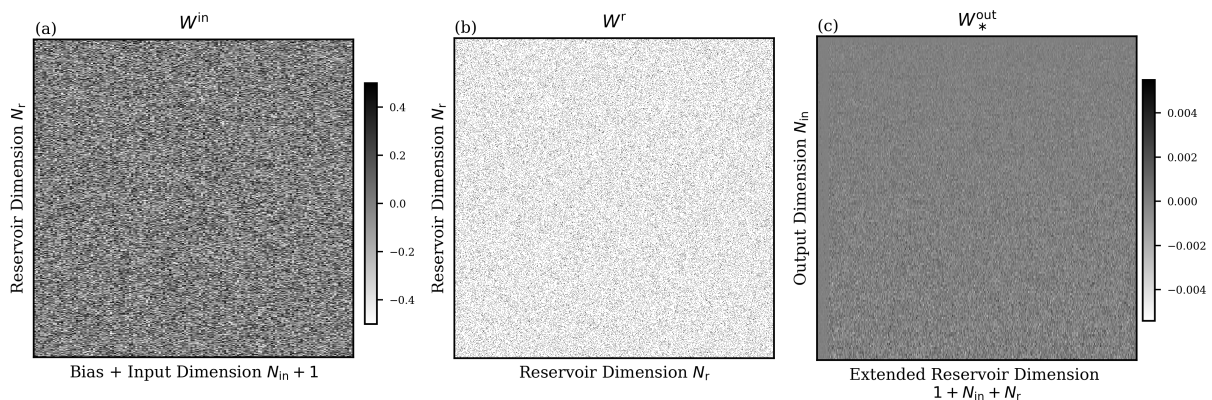 (a)
W^in
Reservoir Dimension N_r
Bias + Input Dimension N_in + 1
0.4
0.2
0.0
−0.2
−0.4
(b)
W^r
Reservoir Dimension N_r
Reservoir Dimension N_r
(c)
W_*^out
Output Dimension N_in
Extended Reservoir Dimension
1 + N_in + N_r
0.004
0.002
0.000
−0.002
−0.004